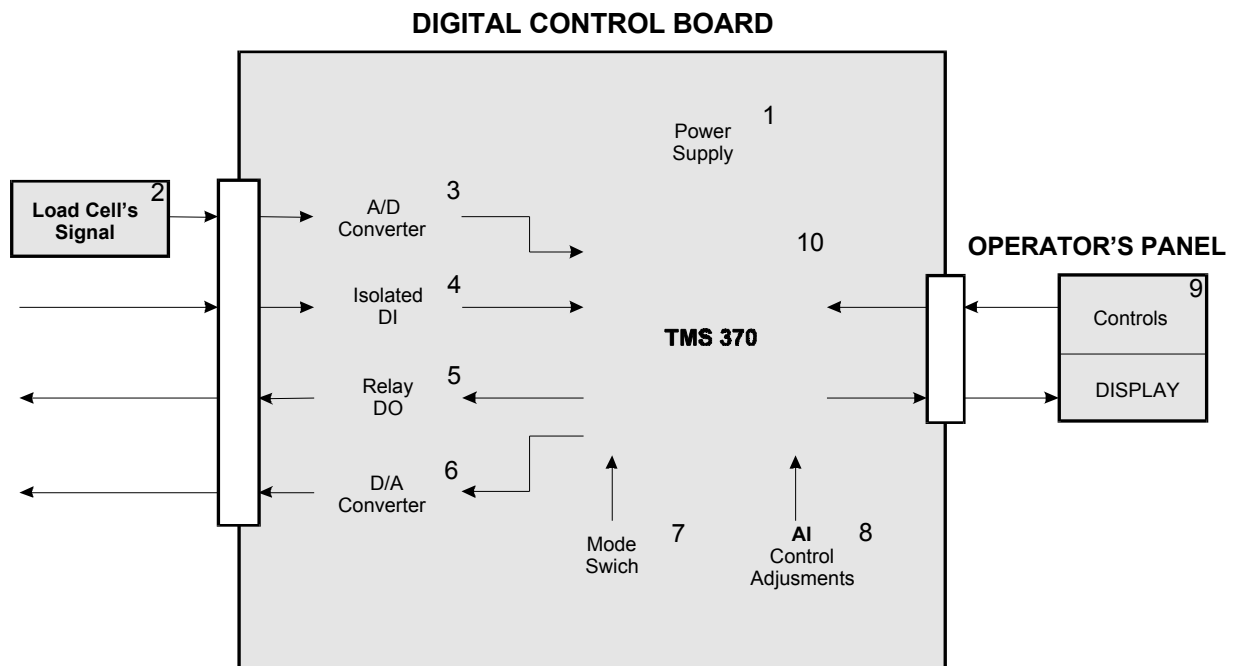 DIGITAL CONTROL BOARD
1
Power
Supply
2
Load Cell's
Signal
3
A/D
Converter
10
OPERATOR'S PANEL
4
Isolated
DI
9
Controls
TMS 370
5
Relay
DO
DISPLAY
6
D/A
Converter
7
Mode
Swich
8
AI
Control
Adjusments